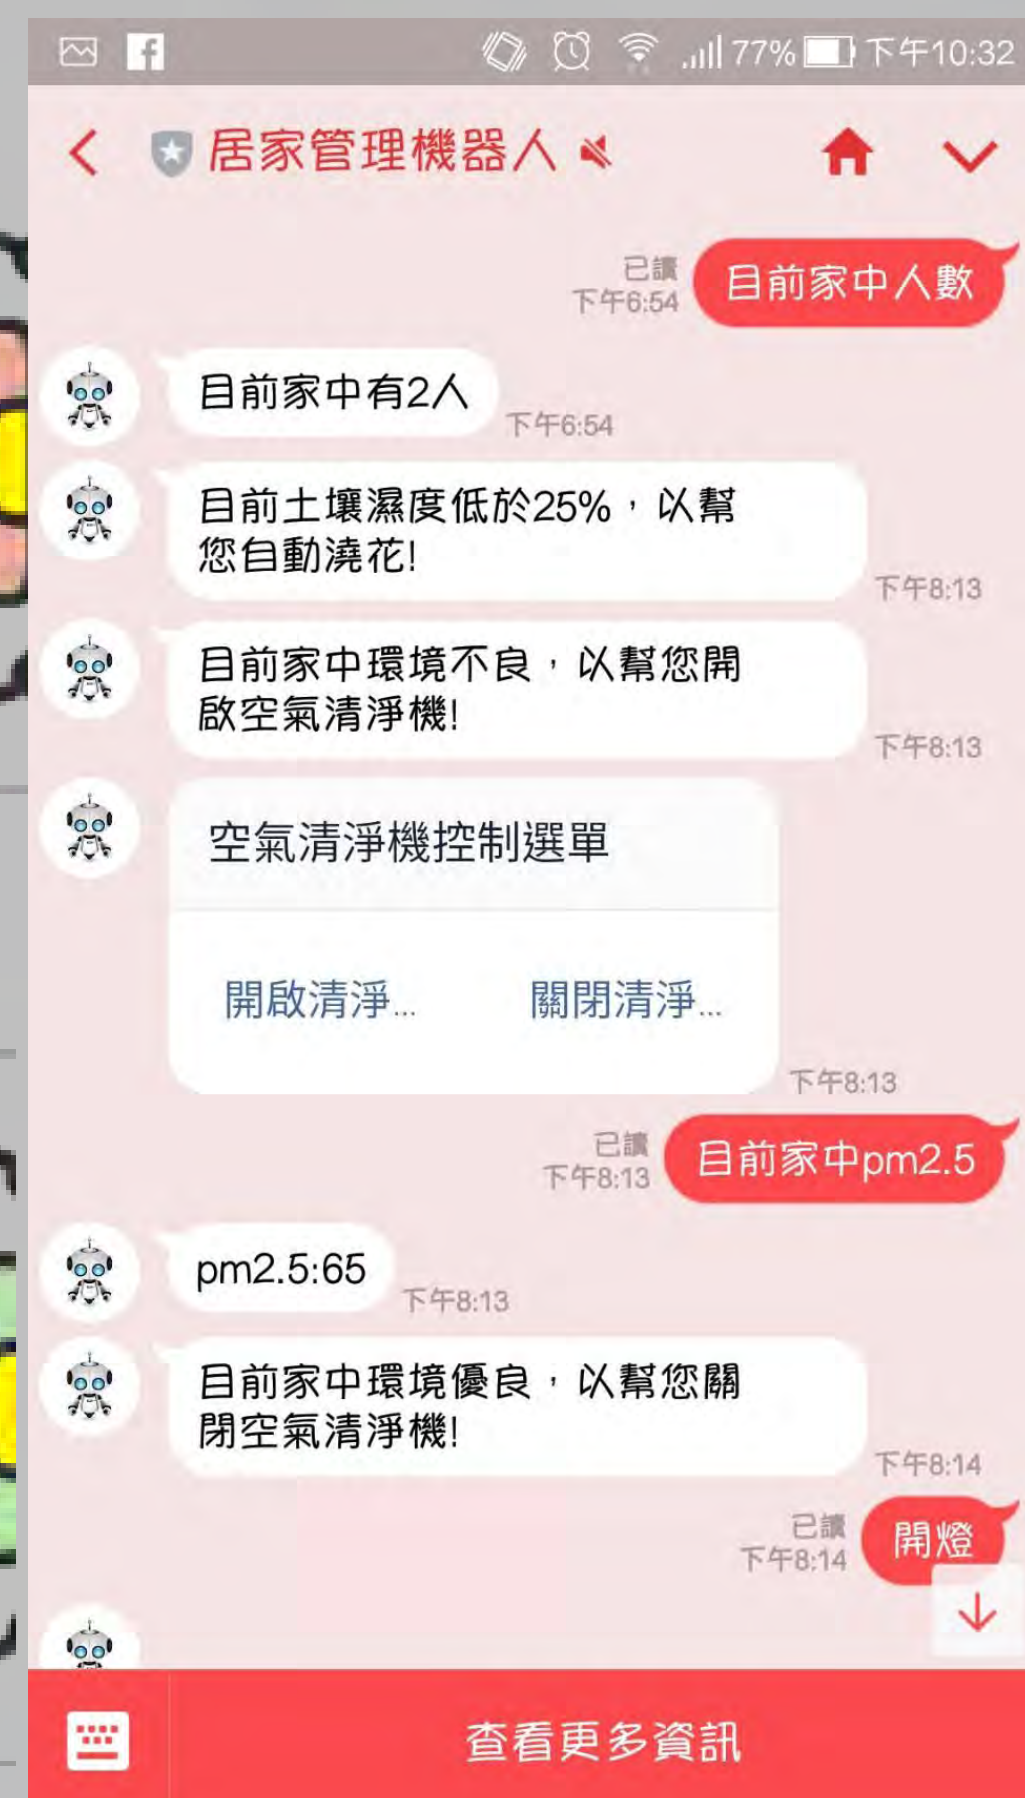 77% 下午10:32
居家管理機器人
已讀
下午6:54
目前家中人數
目前家中有2人
下午6:54
目前土壤濕度低於25%，以幫
您自動澆花!
下午8:13
目前家中環境不良，以幫您開
啟空氣清淨機!
下午8:13
空氣清淨機控制選單
開啟清淨... 關閉清淨...
下午8:13
已讀
下午8:13
目前家中pm2.5
pm2.5:65
下午8:13
目前家中環境優良，以幫您關
閉空氣清淨機!
下午8:14
已讀
下午8:14
開燈
查看更多資訊